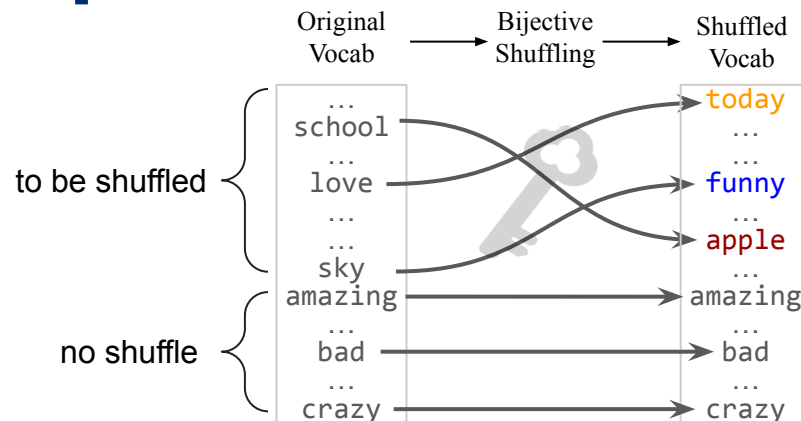 Original
Vocab
Bijective
Shuffling
Shuffled
Vocab
to be shuffled
no shuffle
...
school
...
love
...
...
sky
amazing
...
bad
...
crazy
today
...
...
funny
...
apple
...
amazing
...
bad
...
crazy